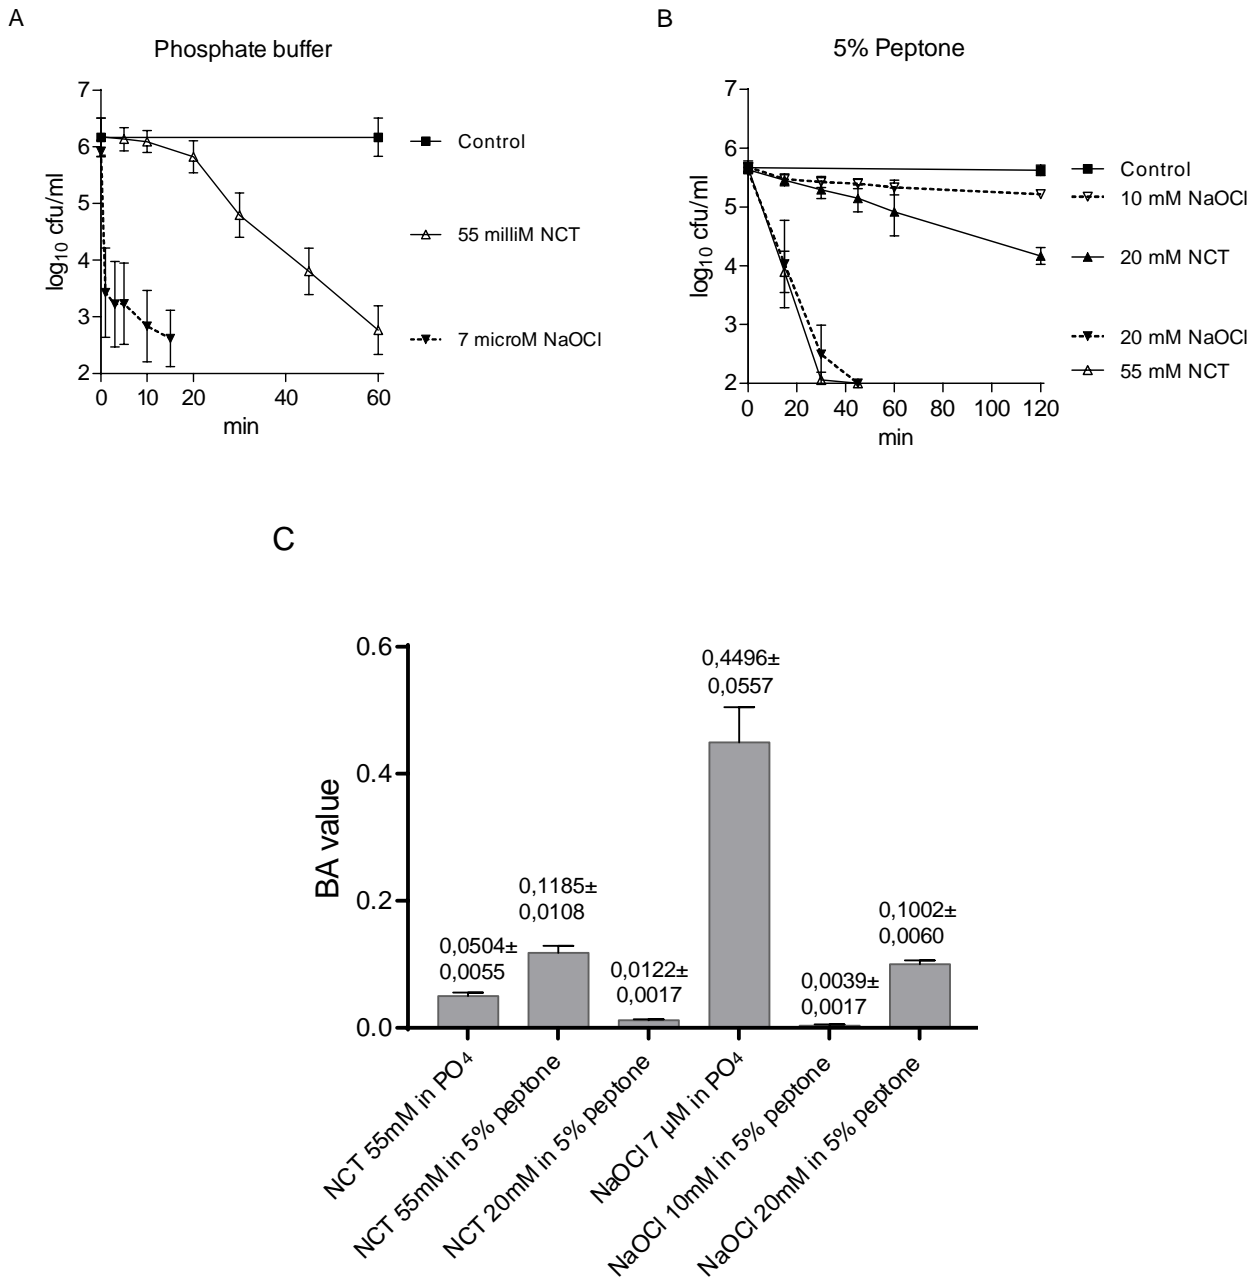 A
Phosphate buffer
7
6
5
4
3
2
log10 cfu/ml
0
10
20
40
60
min
Control
55 milliM NCT
7 microM NaOCl
B
5% Peptone
7
6
5
4
3
2
log10 cfu/ml
0
20
40
60
80
100
120
min
Control
10 mM NaOCl
20 mM NCT
20 mM NaOCl
55 mM NCT
C
0.6
0.4
0.2
0.0
BA value
0,0504±
0,0055
0,1185±
0,0108
0,0122±
0,0017
0,4496±
0,0557
0,0039±
0,0017
0,1002±
0,0060
NCT 55mM in PO4
NCT 55mM in 5% peptone
NCT 20mM in 5% peptone
NaOCl 7 µM in PO4
NaOCl 10mM in 5% peptone
NaOCl 20mM in 5% peptone